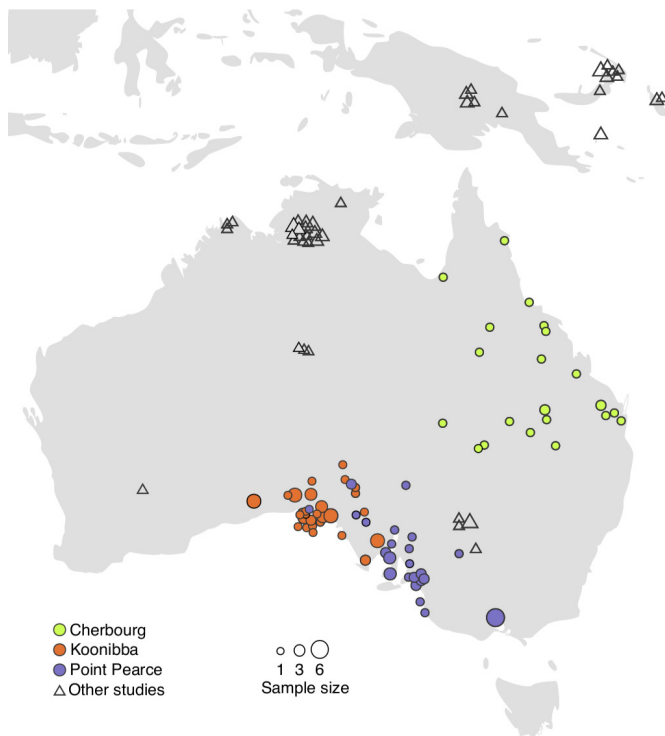 Cherbourg
Koonibba
Point Pearce
Other studies
1 3 6
Sample size